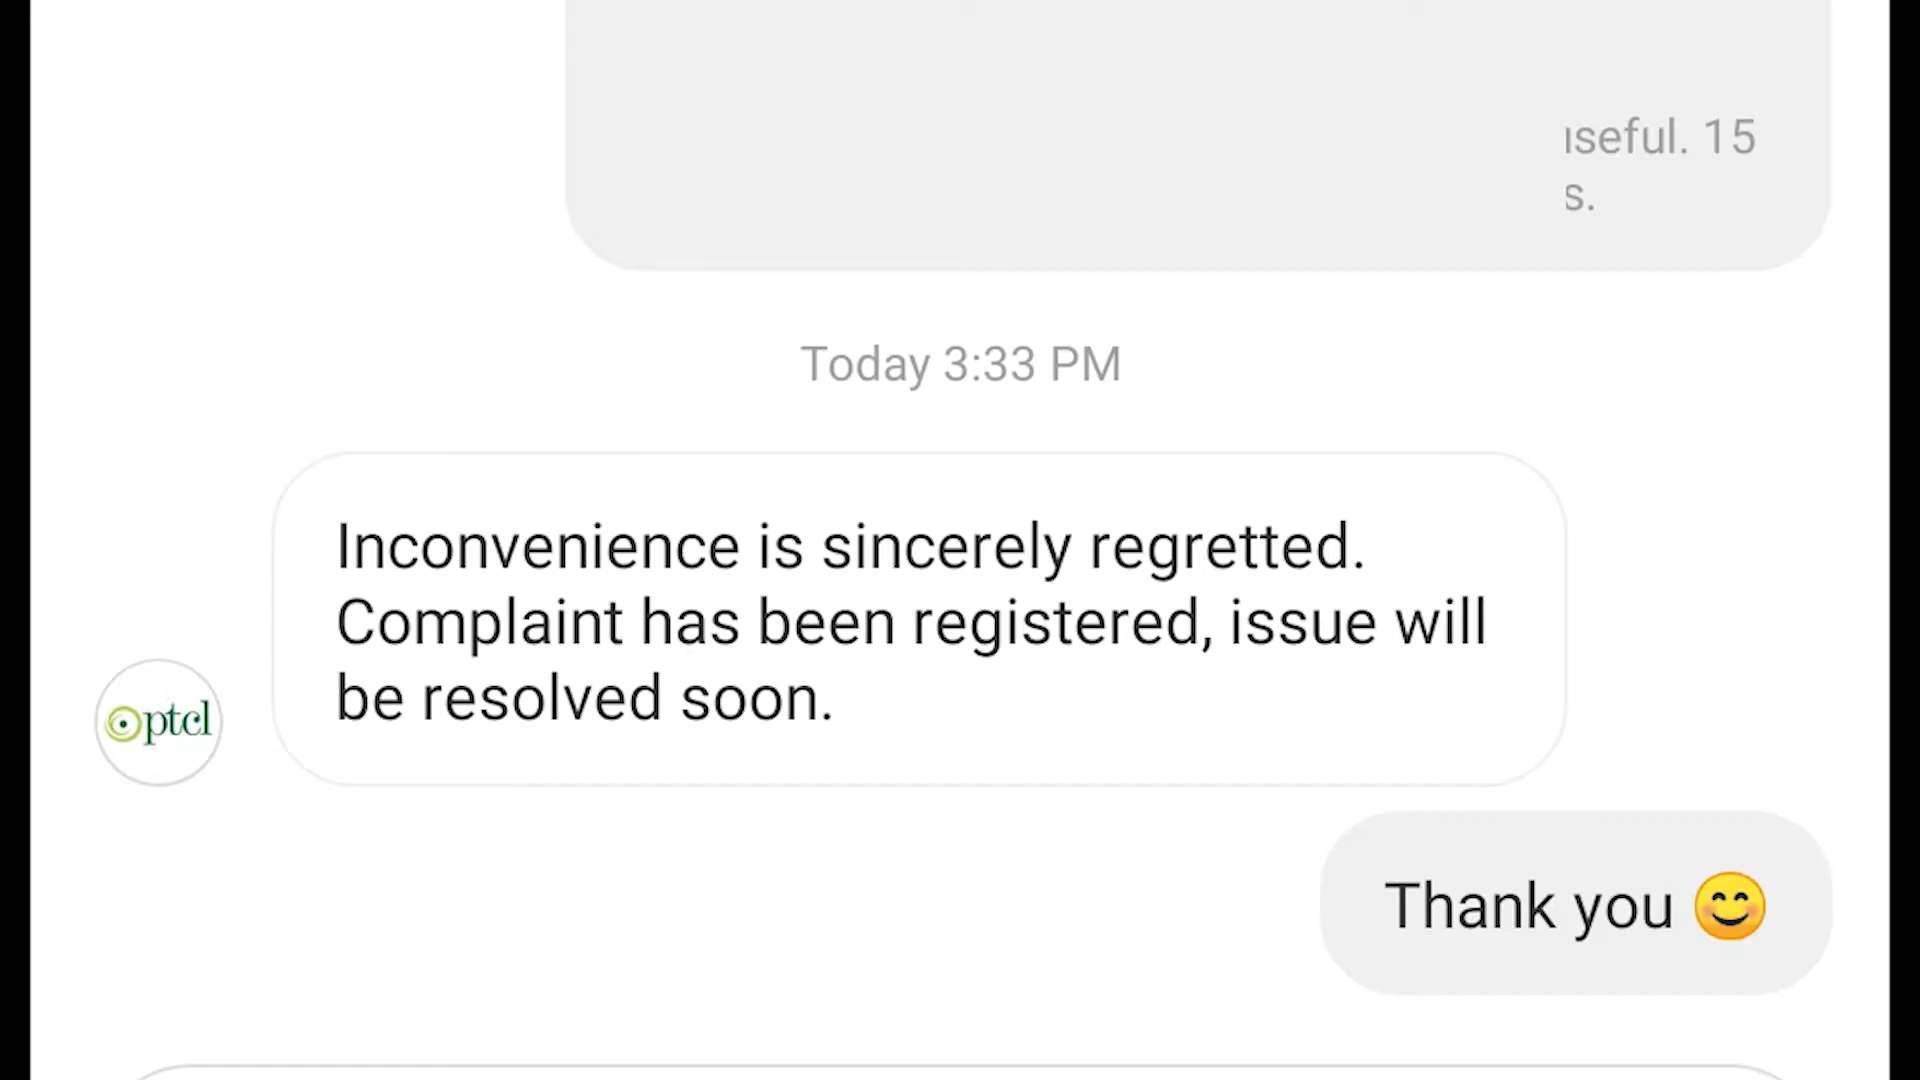 15
Today 3:33 PM
Inconvenience is sincerely regretted.
Complaint has been registered, issue will
be resolved soon.
ptcl
Thank you 😊